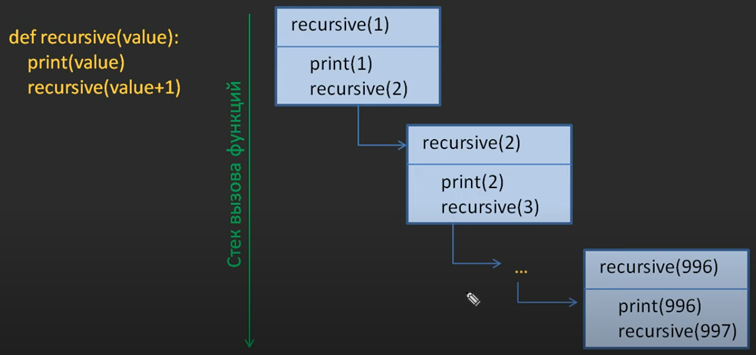 def recursive(value):
print(value)
recursive(value+1)
Стек вызова функций
recursive(1)
print(1)
recursive(2)
recursive(2)
print(2)
recursive(3)
...
recursive(996)
print(996)
recursive(997)